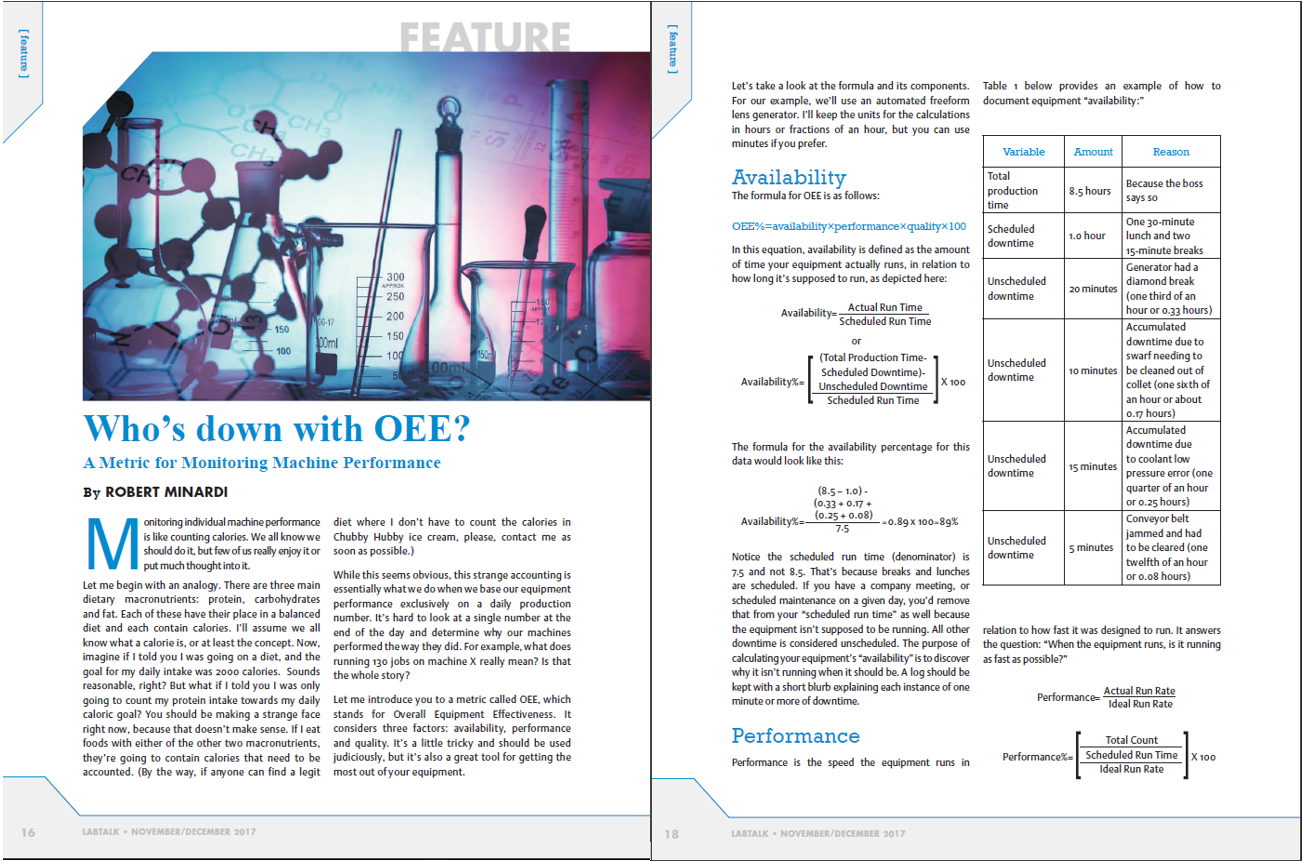 [ feature ]
FEATURE
Who's down with OEE?
A Metric for Monitoring Machine Performance
By ROBERT MINARDI
Monitoring individual machine performance
is like counting calories. We all know we
should do it, but few of us really enjoy it or
put much thought into it.
Let me begin with an analogy. There are three main
dietary macronutrients: protein, carbohydrates
and fat. Each of these have their place in a balanced
diet and each contain calories. I'll assume we all
know what a calorie is, or at least the concept. Now,
imagine if I told you I was going on a diet, and the
goal for my daily intake was 2000 calories. Sounds
reasonable, right? But what if I told you I was only
going to count my protein intake towards my daily
caloric goal? You should be making a strange face
right now, because that doesn't make sense. If I eat
foods with either of the other two macronutrients,
they're going to contain calories that need to be
accounted. (By the way, if anyone can find a legit
diet where I don't have to count the calories in
Chubby Hubby ice cream, please, contact me as
soon as possible.)
While this seems obvious, this strange accounting is
essentially what we do when we base our equipment
performance exclusively on a daily production
number. It's hard to look at a single number at the
end of the day and determine why our machines
performed the way they did. For example, what does
running 130 jobs on machine X really mean? Is that
the whole story?
Let me introduce you to a metric called OEE, which
stands for Overall Equipment Effectiveness. It
considers three factors: availability, performance
and quality. It's a little tricky and should be used
judiciously, but it's also a great tool for getting the
most out of your equipment.
16
LABTALK • NOVEMBER/DECEMBER 2017
[ feature ]
Let's take a look at the formula and its components.
For our example, we'll use an automated freeform
lens generator. I'll keep the units for the calculations
in hours or fractions of an hour, but you can use
minutes if you prefer.
Availability
The formula for OEE is as follows:
OEE%=availability×performance×quality×100
In this equation, availability is defined as the amount
of time your equipment actually runs, in relation to
how long it's supposed to run, as depicted here:
Availability= Actual Run Time
Scheduled Run Time
or
(Total Production Time-
Scheduled Downtime)-
Availability%= Unscheduled Downtime X 100
Scheduled Run Time
The formula for the availability percentage for this
data would look like this:
(8.5 – 1.0) -
(0.33 + 0.17 +
(0.25 + 0.08)
Availability%= =0.89 x 100=89%
7.5
Notice the scheduled run time (denominator) is
7.5 and not 8.5. That's because breaks and lunches
are scheduled. If you have a company meeting, or
scheduled maintenance on a given day, you'd remove
that from your "scheduled run time" as well because
the equipment isn't supposed to be running. All other
downtime is considered unscheduled. The purpose of
calculating your equipment's "availability" is to discover
why it isn't running when it should be. A log should be
kept with a short blurb explaining each instance of one
minute or more of downtime.
Performance
Performance is the speed the equipment runs in
Table 1 below provides an example of how to
document equipment "availability:"
Variable Amount Reason
Total
production
time
8.5 hours
Because the boss
says so
Scheduled
downtime
1.0 hour
One 30-minute
lunch and two
15-minute breaks
Unscheduled
downtime
20 minutes
Generator had a
diamond break
(one third of an
hour or 0.33 hours)
Unscheduled
downtime
10 minutes
Accumulated
downtime due to
swarf needing to
be cleaned out of
collet (one sixth of
an hour or about
0.17 hours)
Unscheduled
downtime
15 minutes
Accumulated
downtime due
to coolant low
pressure error (one
quarter of an hour
or 0.25 hours)
Unscheduled
downtime
5 minutes
Conveyor belt
jammed and had
to be cleared (one
twelfth of an hour
or 0.08 hours)
relation to how fast it was designed to run. It answers
the question: "When the equipment runs, is it running
as fast as possible?"
Performance= Actual Run Rate
Ideal Run Rate
Total Count
Performance%= Scheduled Run Time X 100
Ideal Run Rate
18
LABTALK • NOVEMBER/DECEMBER 2017